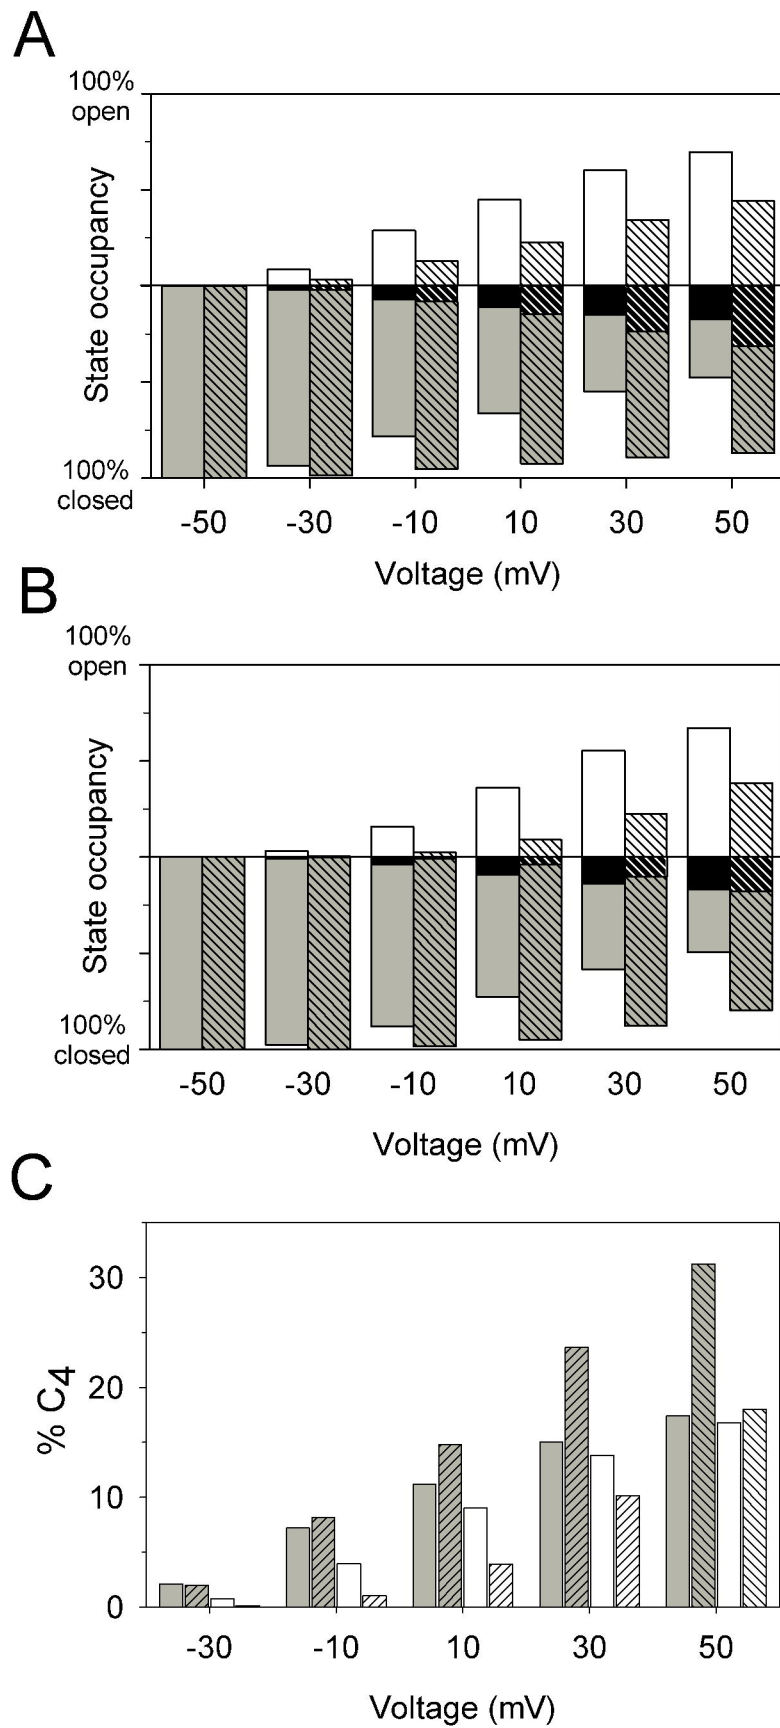 A
100%
open
State occupancy
100%
closed
-50 -30 -10 10 30 50
Voltage (mV)
B
100%
open
State occupancy
100%
closed
-50 -30 -10 10 30 50
Voltage (mV)
C
30
20
% C4
10
0
-30 -10 10 30 50
Voltage (mV)